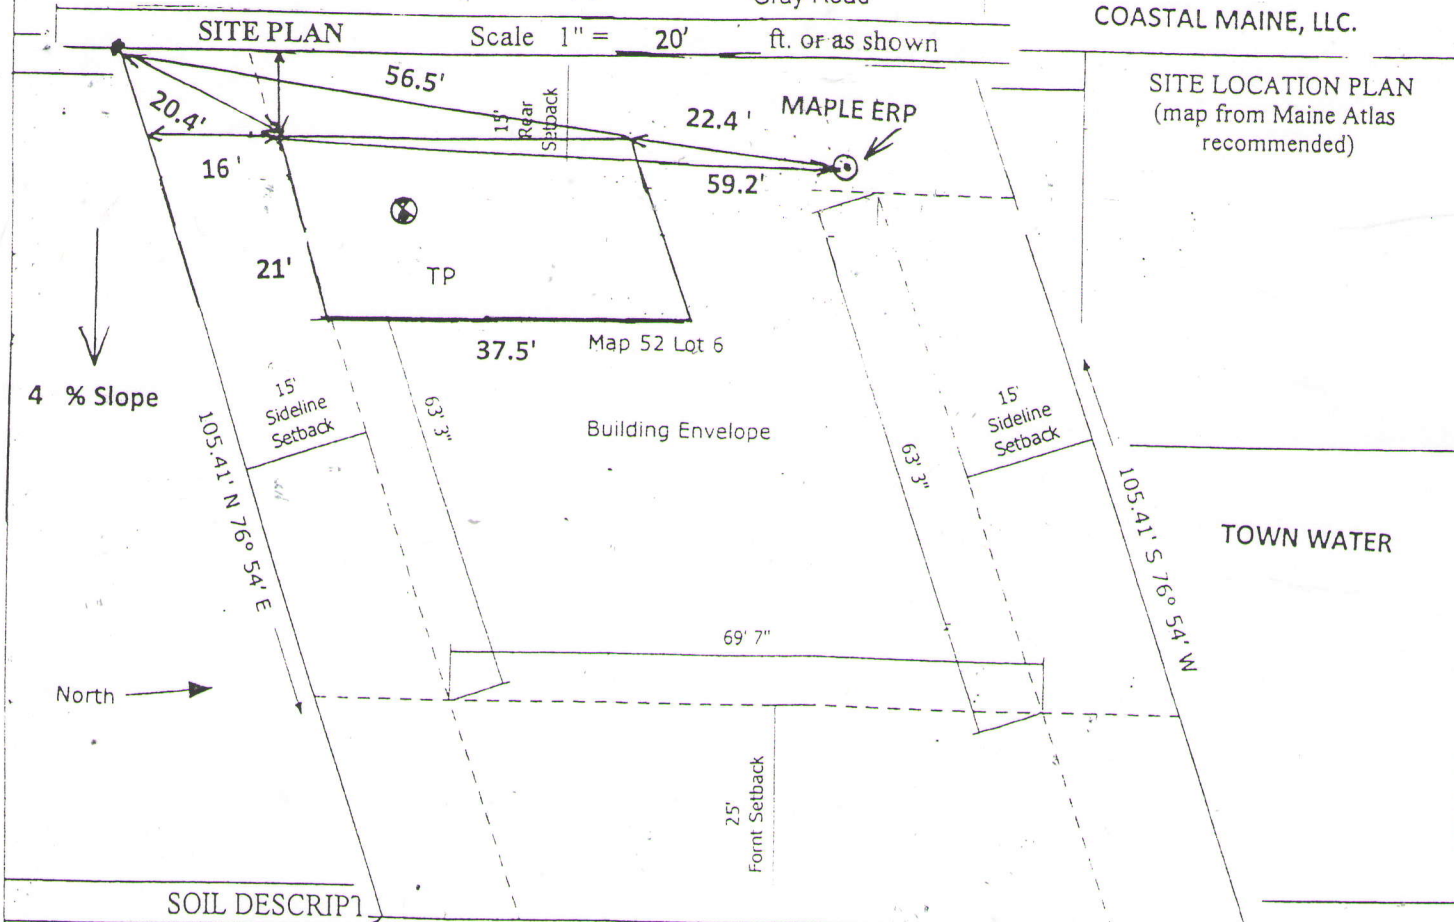 Gray Road
COASTAL MAINE, LLC.
SITE PLAN
Scale 1" = 20' ft. or as shown
SITE LOCATION PLAN
(map from Maine Atlas
recommended)
56.5'
20.4'
15'
Rear
Setback
22.4'
MAPLE ERP
16'
59.2'
21'
TP
37.5'
Map 52 Lot 6
4 % Slope
15'
Sideline
Setback
63' 3"
Building Envelope
15'
Sideline
Setback
63' 3"
105.41' N 76° 54' E
105.41' S 76° 54' W
TOWN WATER
69' 7"
North
25'
Fornt Setback
SOIL DESCRIPT